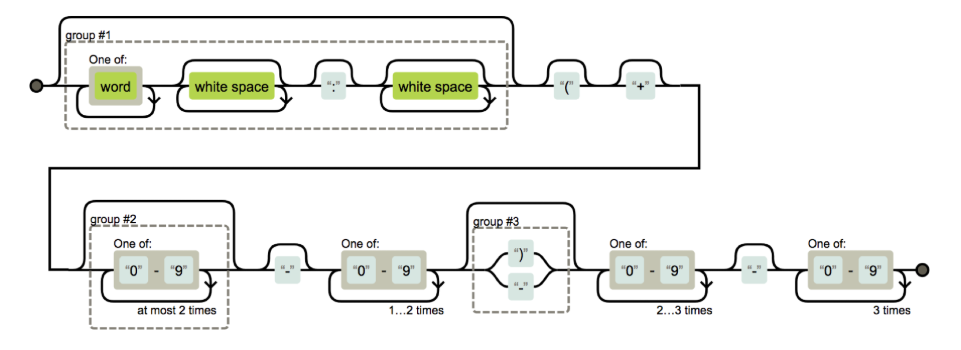 group #1
One of:
word white space “:” white space “(” “+”
group #2 group #3
One of: One of: “)” One of: One of:
“0” - “9” “-” “0” - “9” “-” “0” - “9” “-” “0” - “9”
at most 2 times 1...2 times 2...3 times 3 times